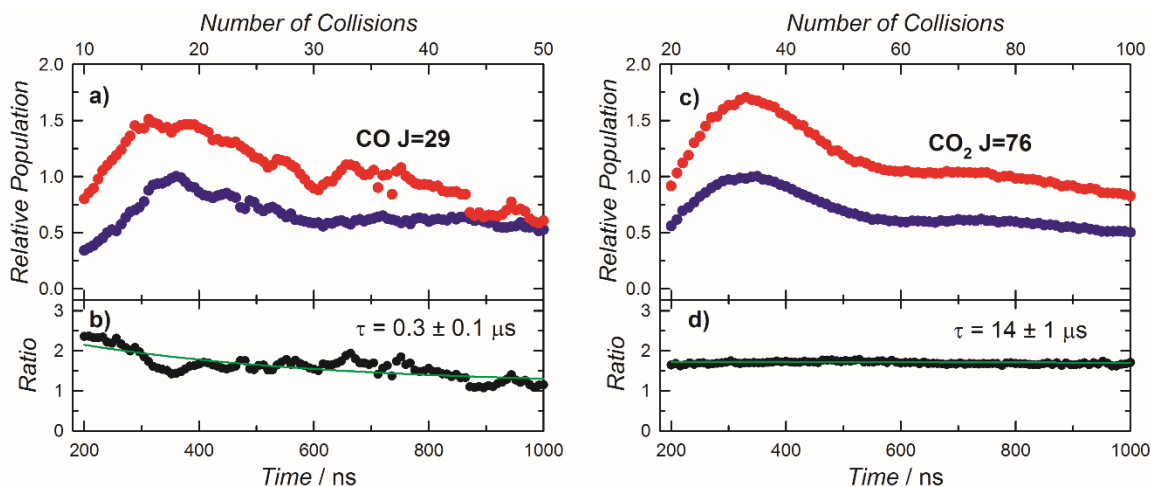 Number of Collisions
10 20 30 40 50
Relative Population
2.0
1.5
1.0
0.5
0.0
a)
CO J=29
Ratio
3
2
1
0
b)
τ = 0.3 ± 0.1 μs
200 400 600 800 1000
Time / ns
Number of Collisions
20 40 60 80 100
Relative Population
2.0
1.5
1.0
0.5
0.0
c)
CO₂ J=76
Ratio
3
2
1
0
d)
τ = 14 ± 1 μs
200 400 600 800 1000
Time / ns